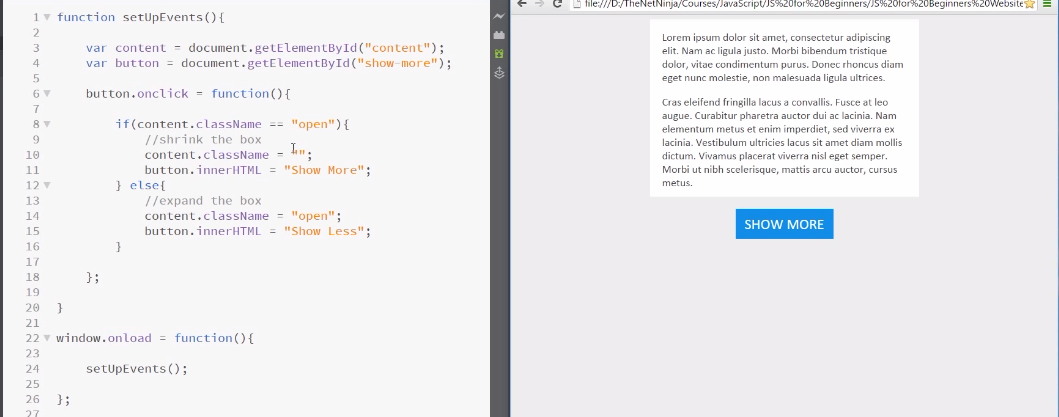 1 function setUpEvents(){
2
3 var content = document.getElementById("content");
4 var button = document.getElementById("show-more");
5
6 button.onclick = function(){
7
8 if(content.className == "open"){
9 //shrink the box
10 content.className = "";
11 button.innerHTML = "Show More";
12 } else{
13 //expand the box
14 content.className = "open";
15 button.innerHTML = "Show Less";
16 }
17
18 };
19
20 }
21
22 window.onload = function(){
23
24 setUpEvents();
25
26 };
27
file:///D:/TheNetNinja/Courses/JavaScript/JS%20for%20Beginners/JS%20for%20Beginners%20Website
Lorem ipsum dolor sit amet, consectetur adipiscing
elit. Nam ac ligula justo. Morbi bibendum tristique
dolor, vitae condimentum purus. Donec rhoncus diam
eget nunc molestie, non malesuada ligula ultrices.
Cras eleifend fringilla lacus a convallis. Fusce at leo
augue. Curabitur pharetra auctor dui ac lacinia. Nam
elementum metus et enim imperdiet, sed viverra ex
lacinia. Vestibulum ultricies lacus sit amet diam mollis
dictum. Vivamus placerat viverra nisl eget semper.
Morbi ut nibh scelerisque, mattis arcu auctor, cursus
metus.
SHOW MORE